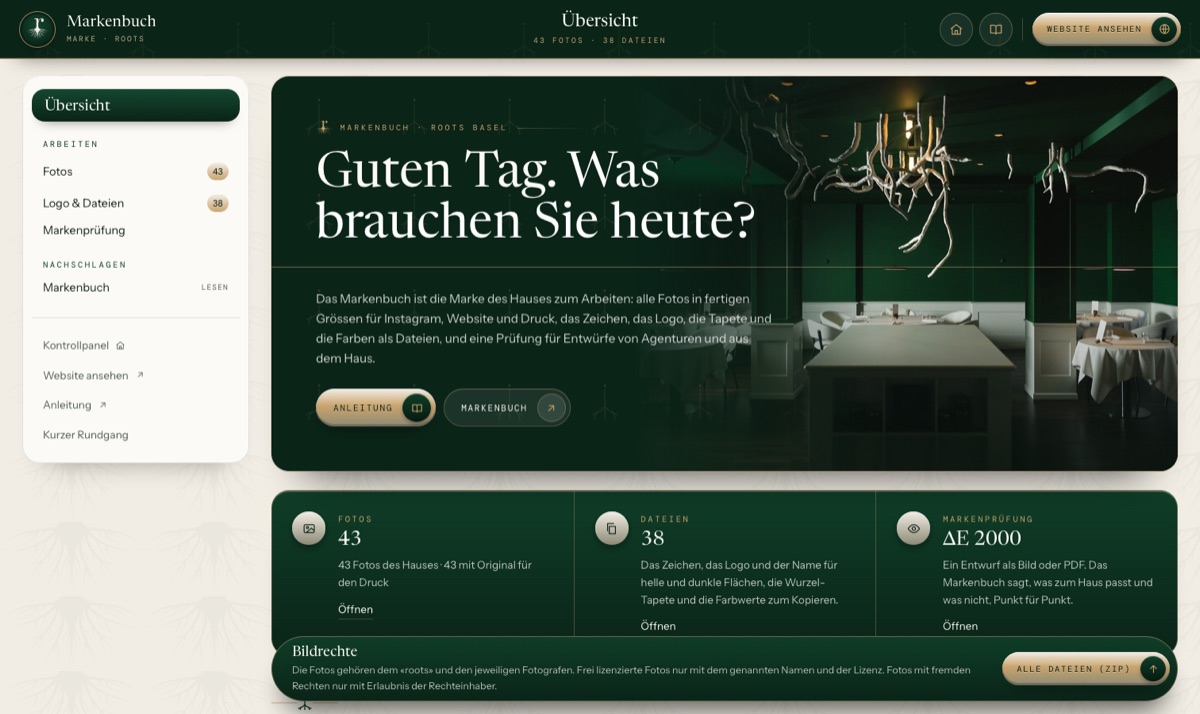 Markenbuch
MARKE · ROOTS
Übersicht
43 FOTOS · 38 DATEIEN
WEBSITE ANSEHEN
Übersicht
ARBEITEN
Fotos 43
Logo & Dateien 38
Markenprüfung
NACHSCHLAGEN
Markenbuch LESEN
Kontrollpanel
Website ansehen ↗
Anleitung ↗
Kurzer Rundgang
MARKENBUCH · ROOTS BASEL
Guten Tag. Was
brauchen Sie heute?
Das Markenbuch ist die Marke des Hauses zum Arbeiten: alle Fotos in fertigen
Grössen für Instagram, Website und Druck, das Zeichen, das Logo, die Tapete und
die Farben als Dateien, und eine Prüfung für Entwürfe von Agenturen und aus
dem Haus.
ANLEITUNG
MARKENBUCH
FOTOS
43
43 Fotos des Hauses · 43 mit Original für
den Druck
Öffnen
DATEIEN
38
Das Zeichen, das Logo und der Name für
helle und dunkle Flächen, die Wurzel-
Tapete und die Farbwerte zum Kopieren.
Öffnen
MARKENPRÜFUNG
ΔE 2000
Ein Entwurf als Bild oder PDF. Das
Markenbuch sagt, was zum Haus passt und
was nicht, Punkt für Punkt.
Öffnen
Bildrechte
Die Fotos gehören dem «roots» und den jeweiligen Fotografen. Frei lizenzierte Fotos nur mit dem genannten Namen und der Lizenz. Fotos mit fremden
Rechten nur mit Erlaubnis der Rechteinhaber.
ALLE DATEIEN (ZIP)